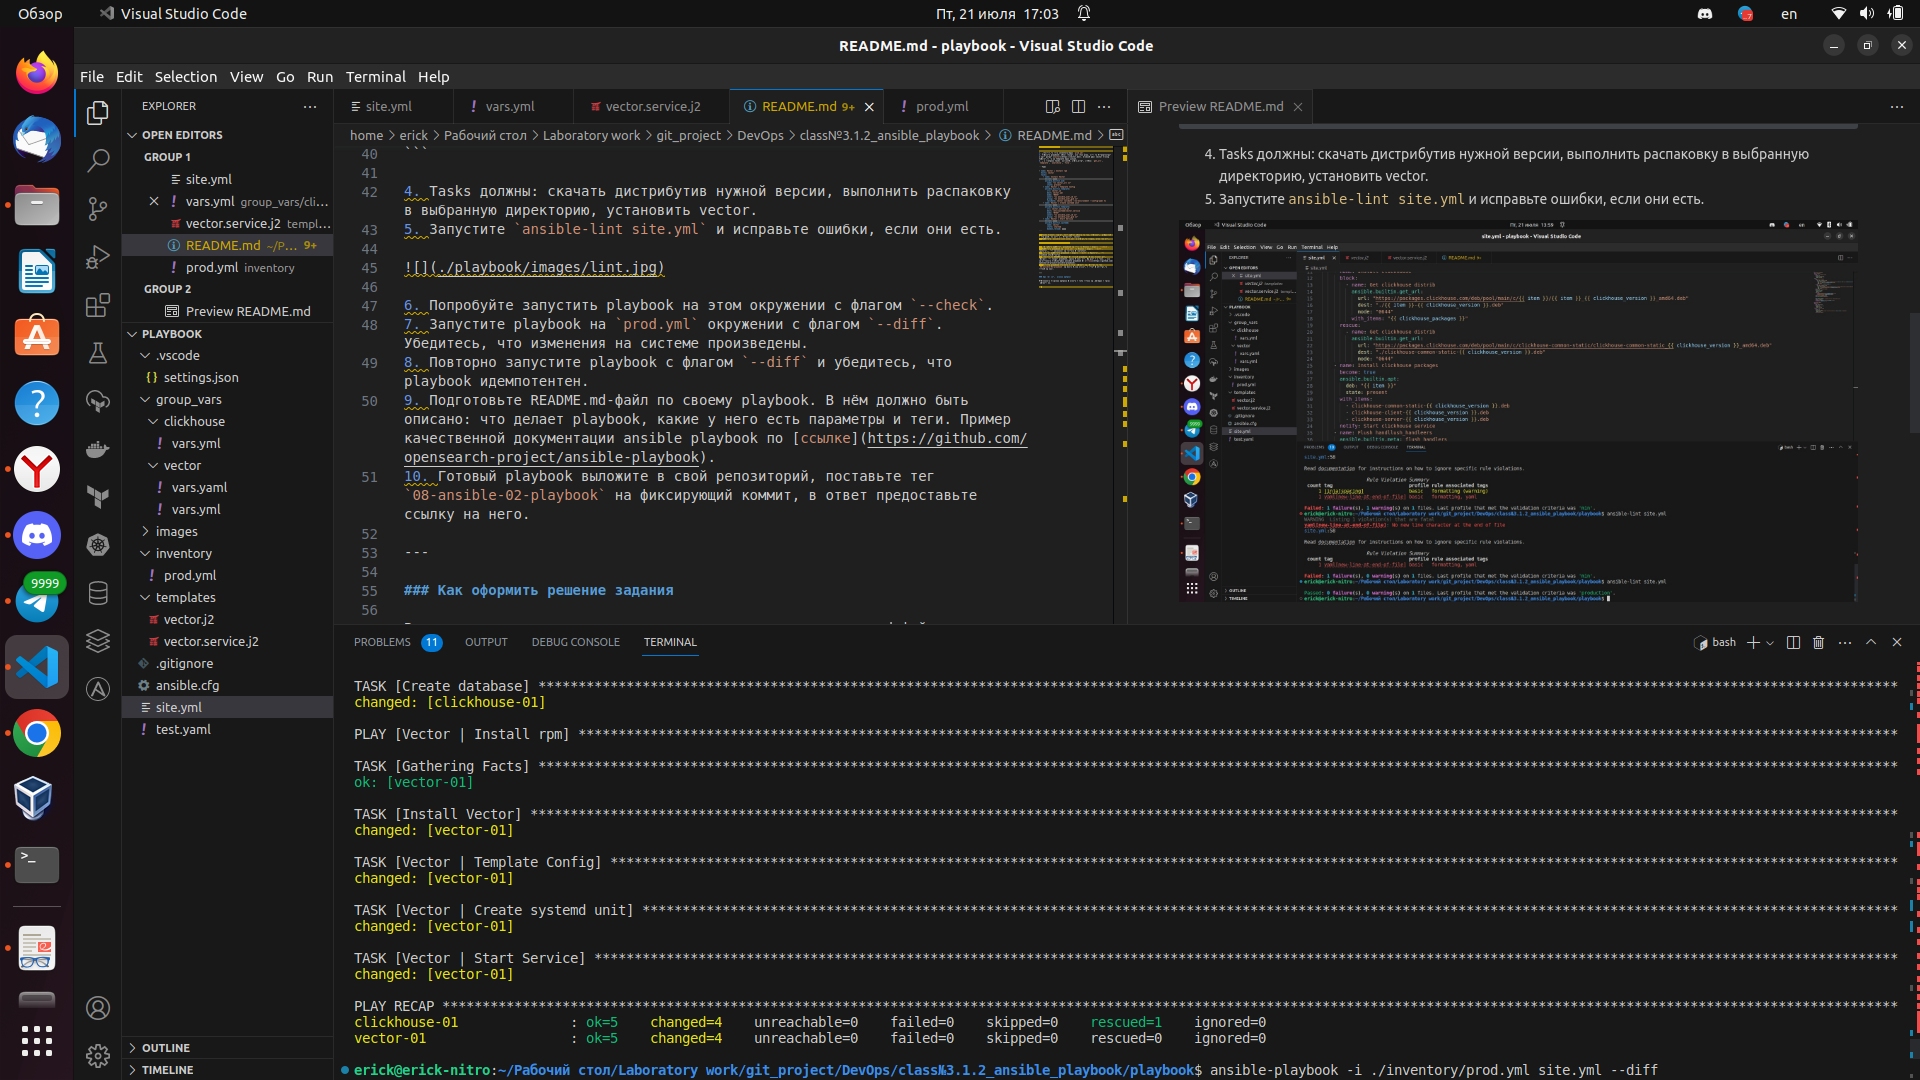 Обзор
Visual Studio Code
Пт, 21 июля 17:03
en
README.md - playbook - Visual Studio Code
File Edit Selection View Go Run Terminal Help
EXPLORER
OPEN EDITORS
GROUP 1
site.yml
vars.yml group_vars/cli...
vector.service.j2 templ...
README.md ~/P... 9+
prod.yml inventory
GROUP 2
Preview README.md
PLAYBOOK
.vscode
settings.json
group_vars
clickhouse
vars.yml
vector
vars.yaml
vars.yml
images
inventory
prod.yml
templates
vector.j2
vector.service.j2
.gitignore
ansible.cfg
site.yml
test.yaml
OUTLINE
TIMELINE
9999
site.yml
vars.yml
vector.service.j2
README.md 9+
prod.yml
home > erick > Рабочий стол > Laboratory work > git_project > DevOps > class№3.1.2_ansible_playbook > README.md >
40 ```
41
42 4. Tasks должны: скачать дистрибутив нужной версии, выполнить распаковку
в выбранную директорию, установить vector.
43 5. Запустите `ansible-lint site.yml` и исправьте ошибки, если они есть.
44
45 ![](./playbook/images/lint.jpg)
46
47 6. Попробуйте запустить playbook на этом окружении с флагом `--check`.
48 7. Запустите playbook на `prod.yml` окружении с флагом `--diff`.
Убедитесь, что изменения на системе произведены.
49 8. Повторно запустите playbook с флагом `--diff` и убедитесь, что
playbook идемпотентен.
50 9. Подготовьте README.md-файл по своему playbook. В нём должно быть
описано: что делает playbook, какие у него есть параметры и теги. Пример
качественной документации ansible playbook по [ссылке](https://github.com/
opensearch-project/ansible-playbook).
51 10. Готовый playbook выложите в свой репозиторий, поставьте тег
`08-ansible-02-playbook` на фиксирующий коммит, в ответ предоставьте
ссылку на него.
52
53 ---
54
55 ### Как оформить решение задания
56
Preview README.md
4. Tasks должны: скачать дистрибутив нужной версии, выполнить распаковку в выбранную
директорию, установить vector.
5. Запустите ansible-lint site.yml и исправьте ошибки, если они есть.
PROBLEMS 11 OUTPUT DEBUG CONSOLE TERMINAL
bash
TASK [Create database] ****
changed: [clickhouse-01]
PLAY [Vector | Install rpm] ****
TASK [Gathering Facts] ****
ok: [vector-01]
TASK [Install Vector] ****
changed: [vector-01]
TASK [Vector | Template Config] ****
changed: [vector-01]
TASK [Vector | Create systemd unit] ****
changed: [vector-01]
TASK [Vector | Start Service] ****
changed: [vector-01]
PLAY RECAP ****
clickhouse-01 : ok=5 changed=4 unreachable=0 failed=0 skipped=0 rescued=1 ignored=0
vector-01 : ok=5 changed=4 unreachable=0 failed=0 skipped=0 rescued=0 ignored=0
erick@erick-nitro:~/Рабочий стол/Laboratory work/git_project/DevOps/class№3.1.2_ansible_playbook/playbook$ ansible-playbook -i ./inventory/prod.yml site.yml --diff